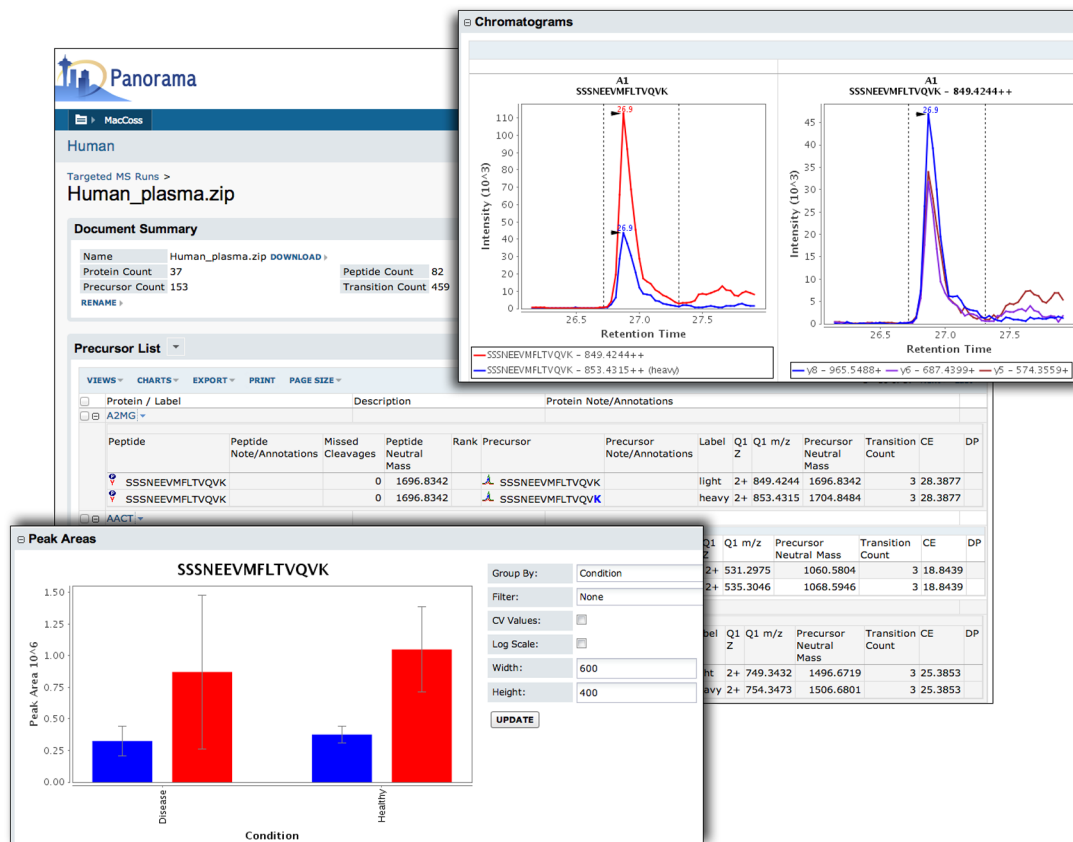 Chromatograms
A1
SSSNEEVMFLTVQVK
26.9
26.9
110
100
90
80
70
60
50
40
30
20
10
0
Intensity (10^3)
26.5 27.0 27.5
Retention Time
SSSNEEVMFLTVQVK - 849.4244++
SSSNEEVMFLTVQVK - 853.4315++ (heavy)
A1
SSSNEEVMFLTVQVK - 849.4244++
26.9
45
40
35
30
25
20
15
10
5
0
Intensity (10^3)
26.5 27.0 27.5
Retention Time
y8 - 965.5488+ y6 - 687.4399+ y5 - 574.3559+
Panorama
MacCoss
Human
Targeted MS Runs >
Human_plasma.zip
Document Summary
Name Human_plasma.zip DOWNLOAD
Protein Count 37 Peptide Count 82
Precursor Count 153 Transition Count 459
RENAME
Precursor List
VIEWS CHARTS EXPORT PRINT PAGE SIZE
Protein / Label Description Protein Note/Annotations
A2MG
Peptide Peptide Note/Annotations Missed Cleavages Peptide Neutral Mass Rank Precursor Precursor Note/Annotations Label Q1 Z Q1 m/z Precursor Neutral Mass Transition Count CE DP
SSSNEEVMFLTVQVK 0 1696.8342 SSSNEEVMFLTVQVK light 2+ 849.4244 1696.8342 3 28.3877
SSSNEEVMFLTVQVK 0 1696.8342 SSSNEEVMFLTVQVK heavy 2+ 853.4315 1704.8484 3 28.3877
AACT
Q1 Z Q1 m/z Precursor Neutral Mass Transition Count CE DP
2+ 531.2975 1060.5804 3 18.8439
2+ 535.3046 1068.5946 3 18.8439
bel Q1 Z Q1 m/z Precursor Neutral Mass Transition Count CE DP
ht 2+ 749.3432 1496.6719 3 25.3853
avy 2+ 754.3473 1506.6801 3 25.3853
Peak Areas
SSSNEEVMFLTVQVK
1.50
1.25
1.00
0.75
0.50
0.25
0.00
Peak Area 10^6
Disease
Healthy
Condition
Group By: Condition
Filter: None
CV Values:
Log Scale:
Width: 600
Height: 400
UPDATE